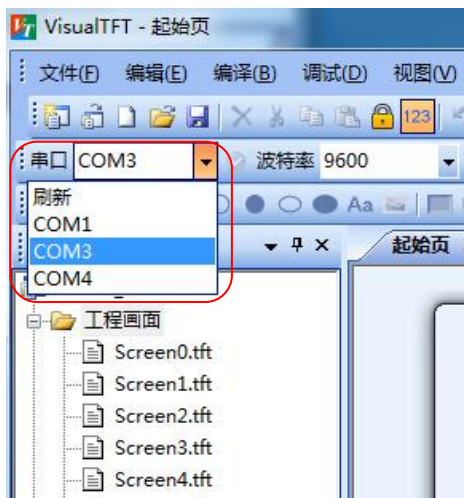 VisualTFT - 起始页
文件(F) 编辑(E) 编译(B) 调试(D) 视图(V)
123
串口 COM3 波特率 9600
刷新
Aa
COM1
COM3
起始页
COM4
工程画面
Screen0.tft
Screen1.tft
Screen2.tft
Screen3.tft
Screen4.tft